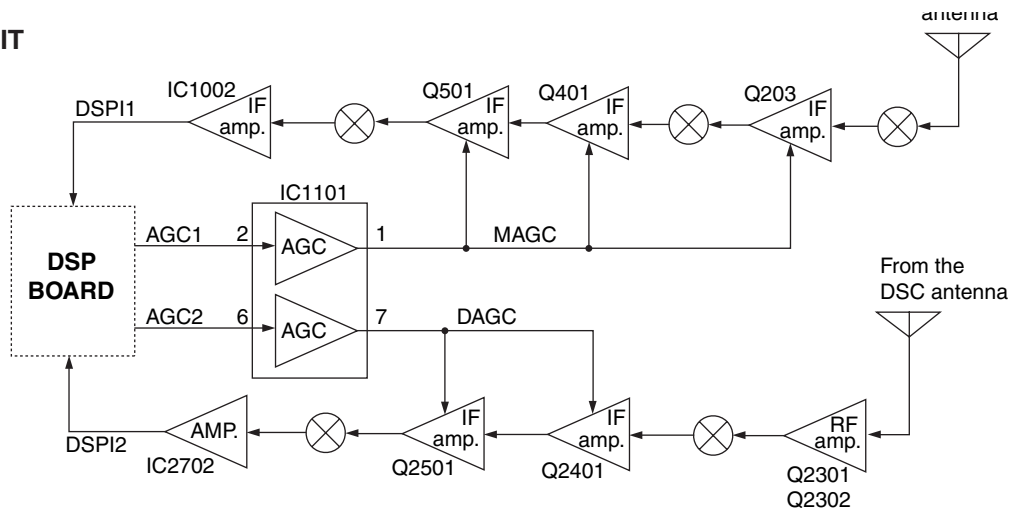 antenna
IT
IC1002
Q501
Q401
Q203
DSPI1
IF
amp.
IF
amp.
IF
amp.
IF
amp.
IC1101
AGC1
2
AGC
1
MAGC
DSP
BOARD
From the
DSC antenna
AGC2
6
AGC
7
DAGC
DSPI2
AMP.
IC2702
IF
amp.
Q2501
IF
amp.
Q2401
RF
amp.
Q2301
Q2302